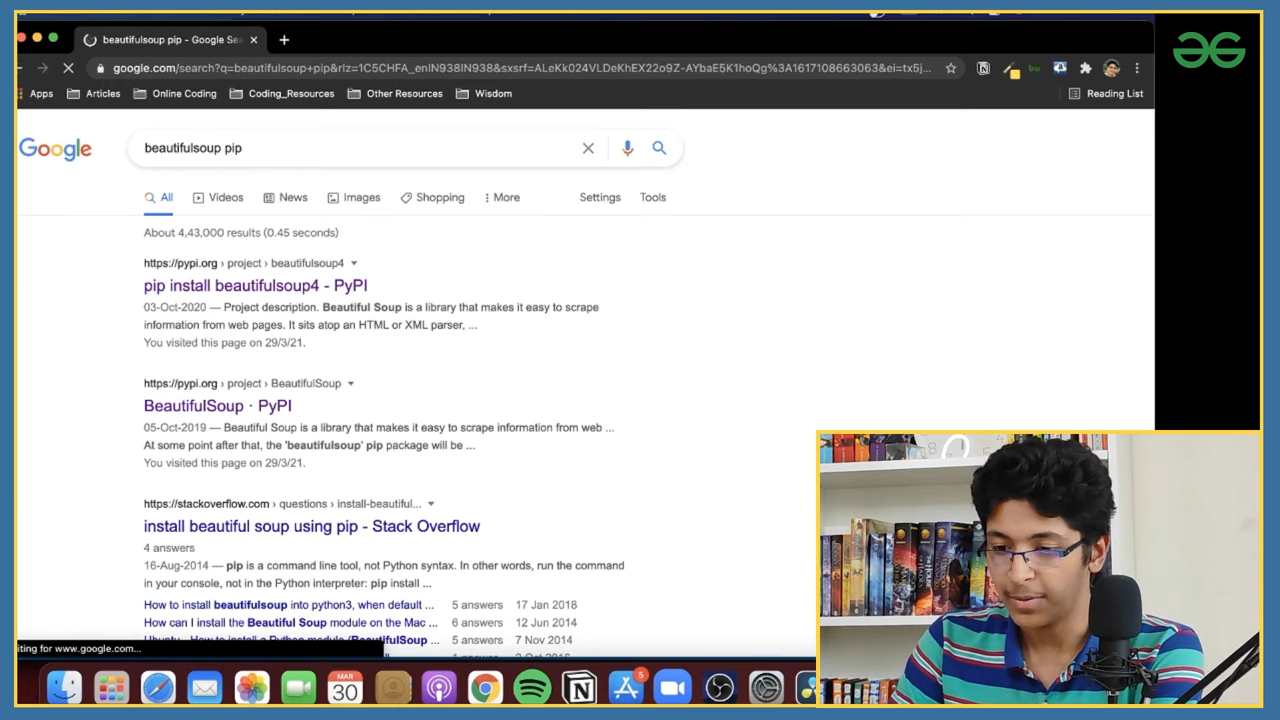 beautifulsoup pip - Google Sea
google.com/search?q=beautifulsoup+pip&rlz=1C5CHFA_enIN938IN938&sxsrf=ALeKk024VLDeKhEX22o9Z-AYbaE5K1hoQg%3A1617108663063&ei=tx5j...
Apps Articles Online Coding Coding_Resources Other Resources Wisdom Reading List
Google beautifulsoup pip
All Videos News Images Shopping More Settings Tools
About 4,43,000 results (0.45 seconds)
https://pypi.org › project › beautifulsoup4
pip install beautifulsoup4 - PyPI
03-Oct-2020 — Project description. Beautiful Soup is a library that makes it easy to scrape
information from web pages. It sits atop an HTML or XML parser, ...
You visited this page on 29/3/21.
https://pypi.org › project › BeautifulSoup
BeautifulSoup · PyPI
05-Oct-2019 — Beautiful Soup is a library that makes it easy to scrape information from web ...
At some point after that, the 'beautifulsoup' pip package will be ...
You visited this page on 29/3/21.
https://stackoverflow.com › questions › install-beautiful...
install beautiful soup using pip - Stack Overflow
4 answers
16-Aug-2014 — pip is a command line tool, not Python syntax. In other words, run the command
in your console, not in the Python interpreter: pip install ...
How to install beautifulsoup into python3, when default ... 5 answers 17 Jan 2018
How can I install the Beautiful Soup module on the Mac ... 6 answers 12 Jun 2014
Ubuntu - How to install a Python module (BeautifulSoup ... 5 answers 7 Nov 2014
iting for www.google.com...
MAR
30
5